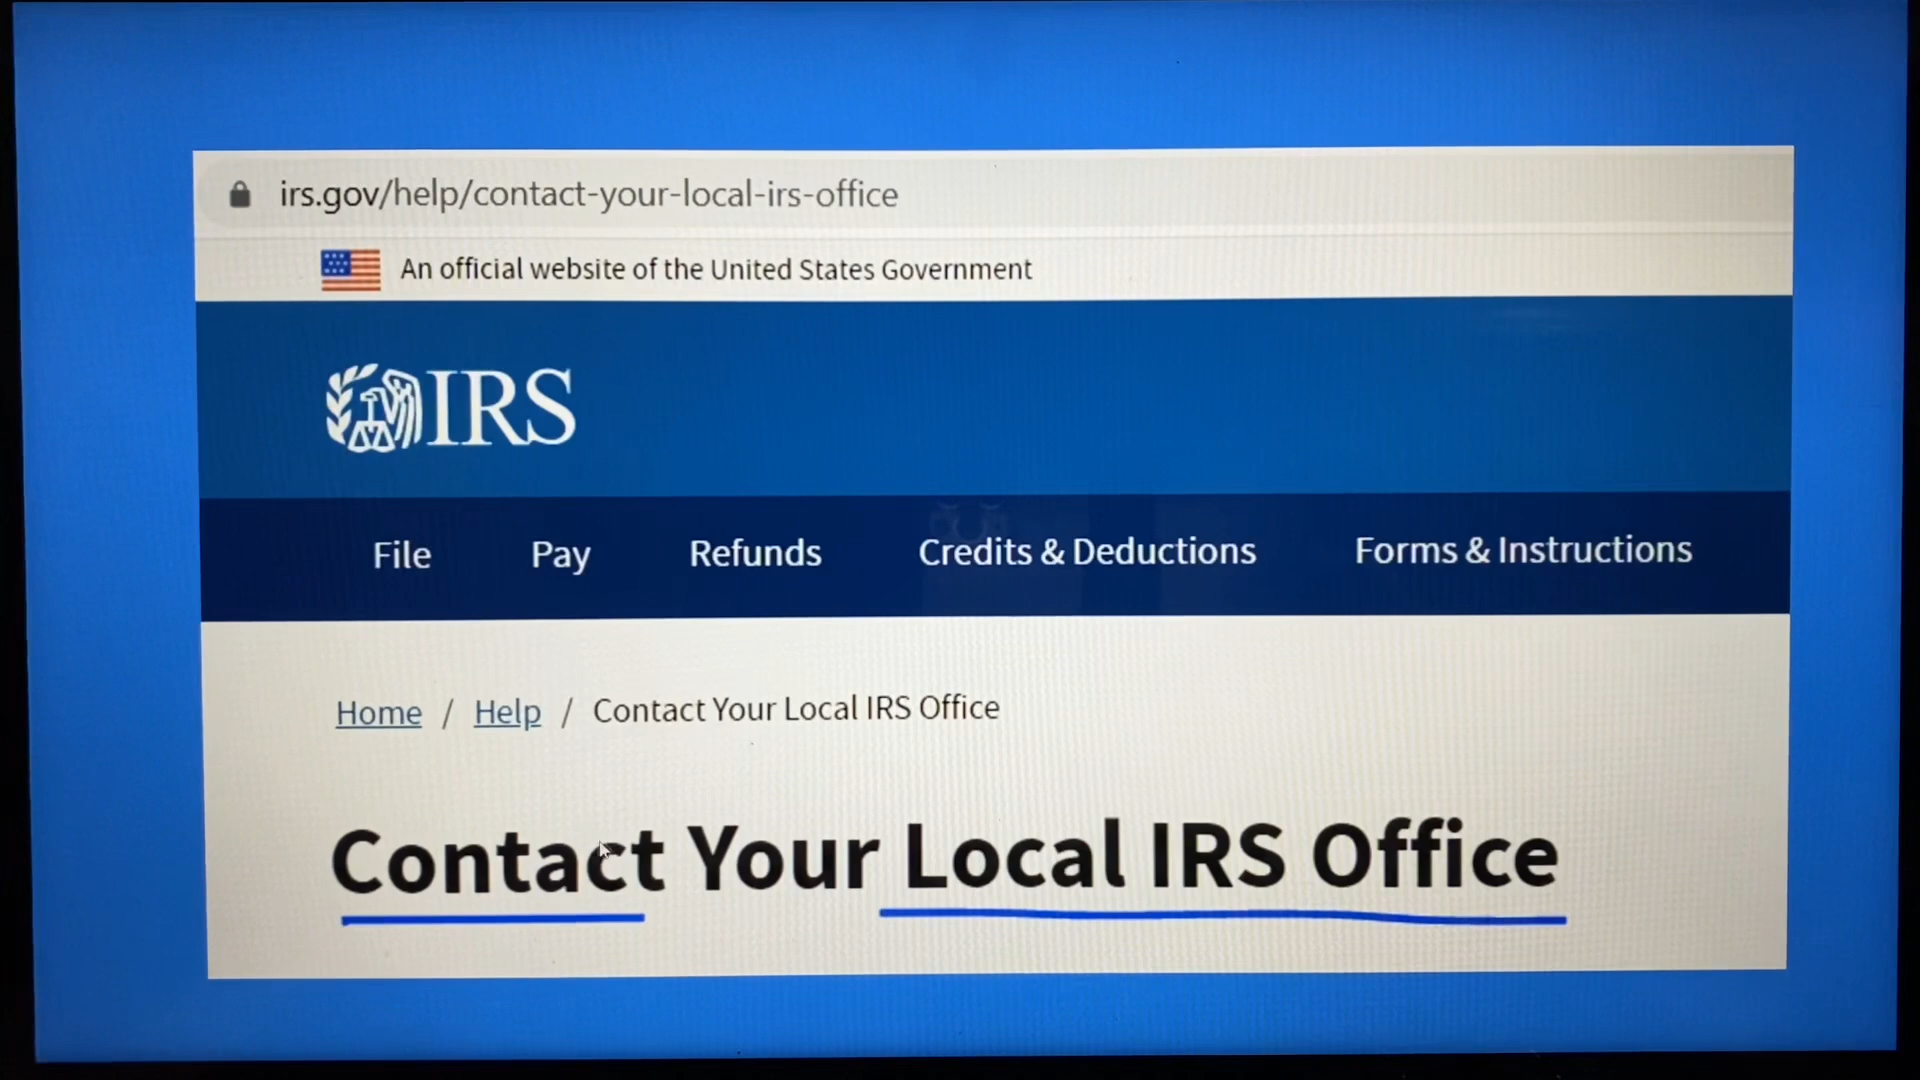 irs.gov/help/contact-your-local-irs-office
An official website of the United States Government
IRS
File Pay Refunds Credits & Deductions Forms & Instructions
Home / Help / Contact Your Local IRS Office
Contact Your Local IRS Office